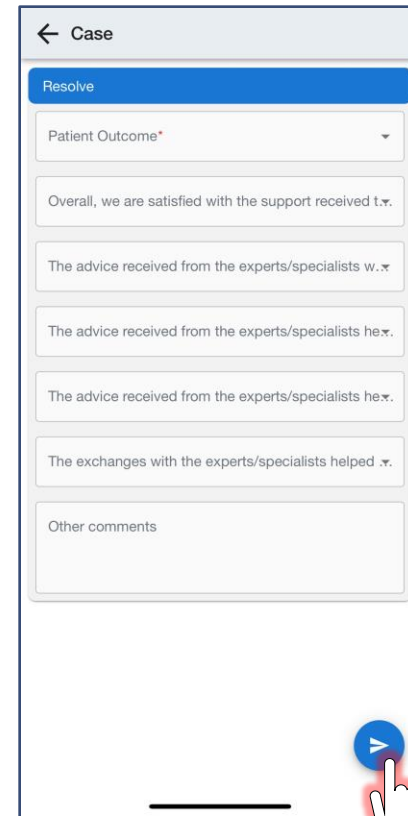 Case
Resolve
Patient Outcome*
Overall, we are satisfied with the support received t...
The advice received from the experts/specialists w...
The advice received from the experts/specialists he...
The advice received from the experts/specialists he...
The exchanges with the experts/specialists helped ...
Other comments